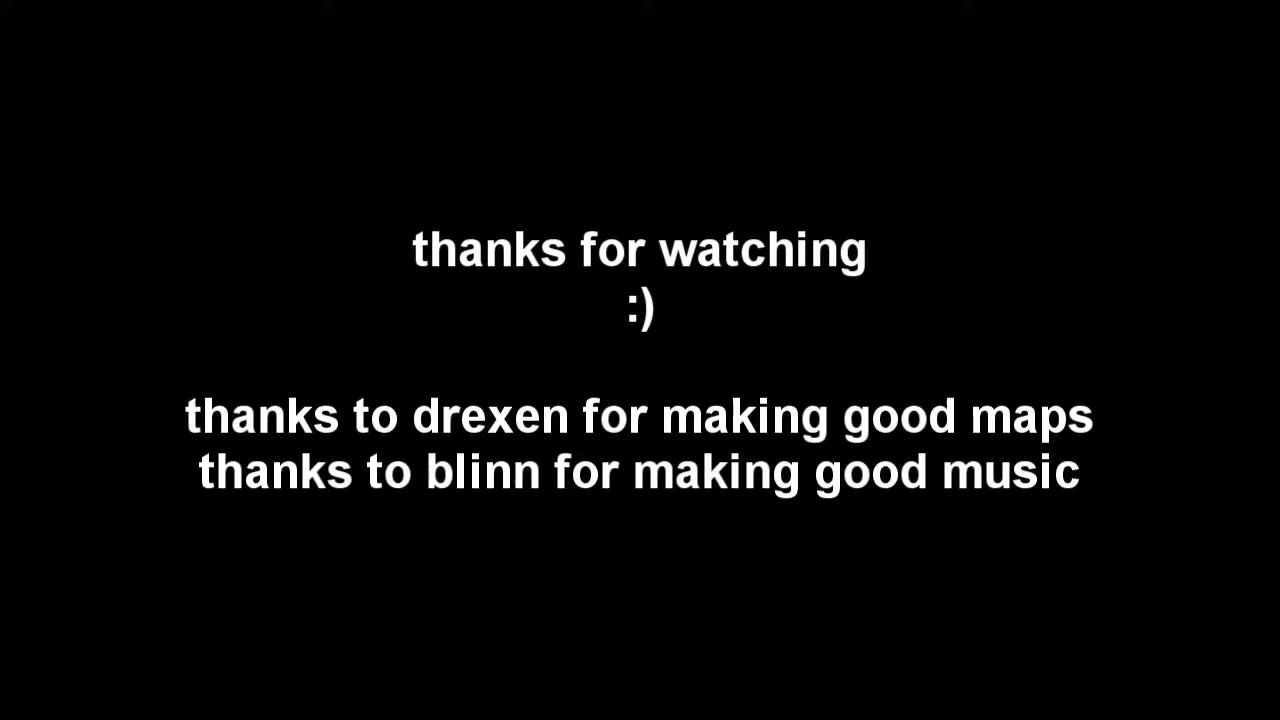 thanks for watching
:)
thanks to drexen for making good maps
thanks to blinn for making good music